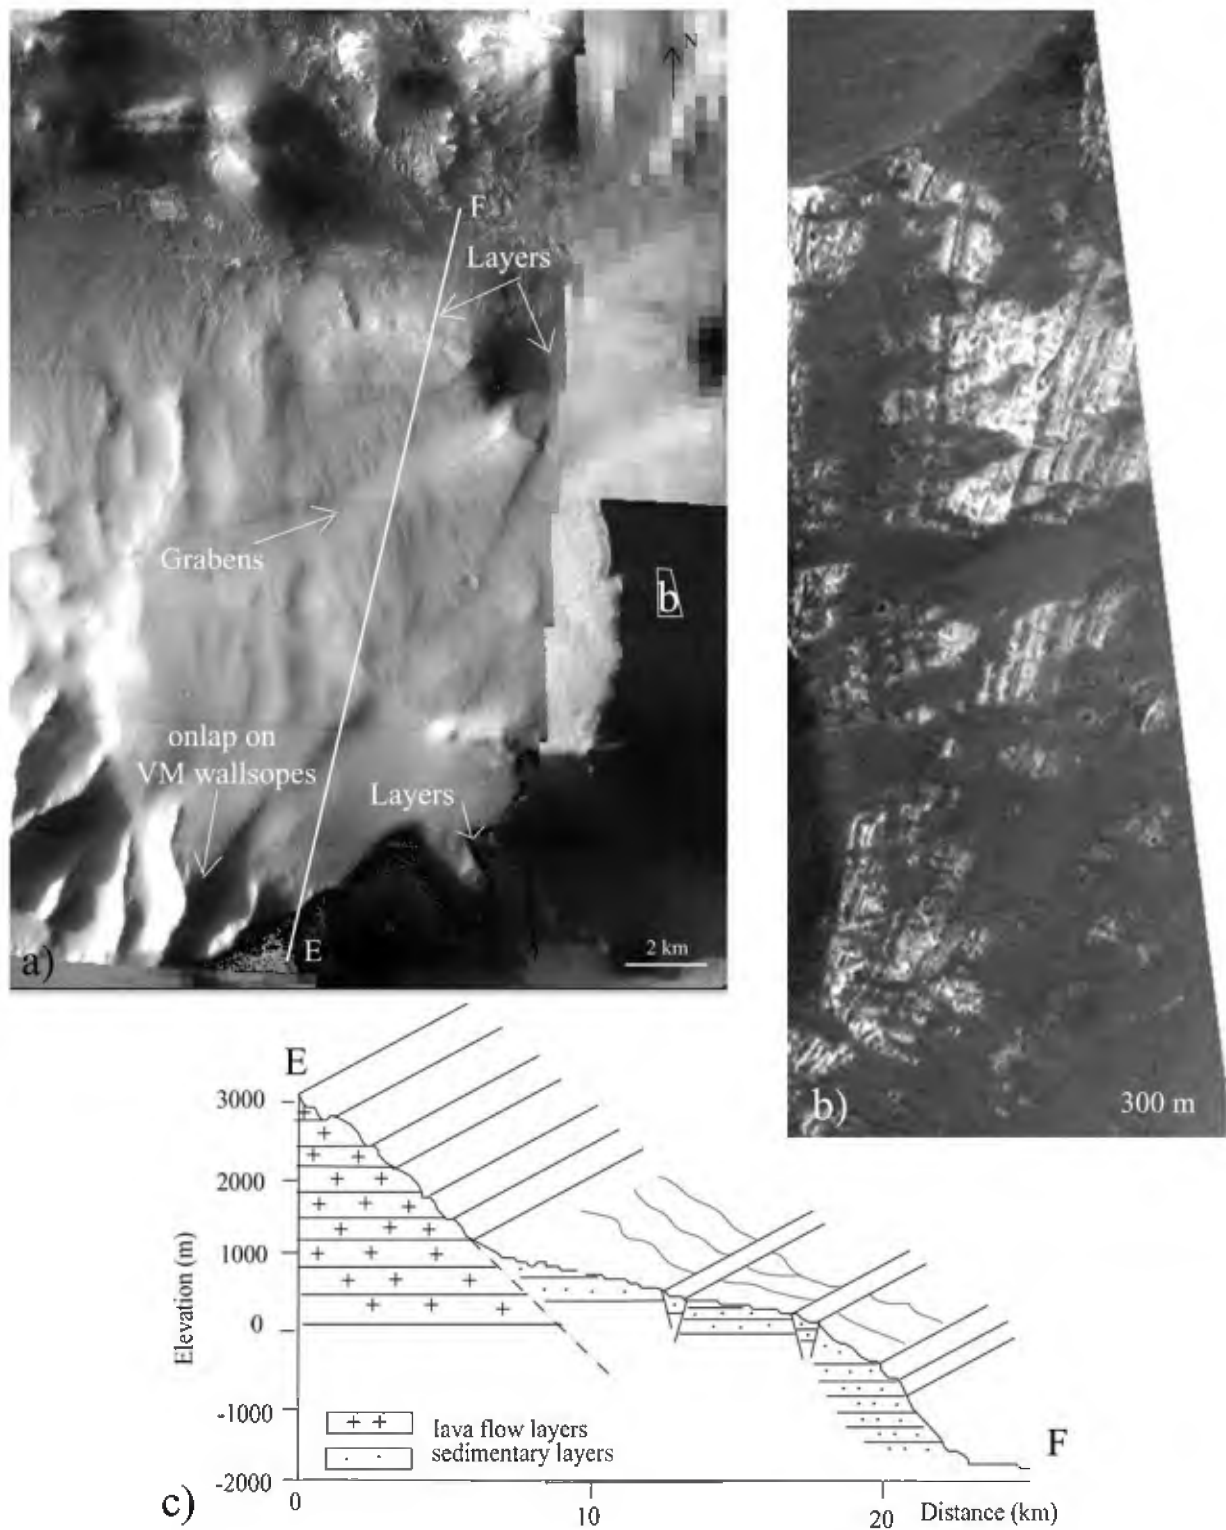 N
F
Layers
Grabens
b
onlap on
VM wallsopes
Layers
E
2 km
a)
b)
300 m
E
3000
2000
1000
0
-1000
-2000
Elevation (m)
+ + lava flow layers
sedimentary layers
F
c)
0
10
20
Distance (km)